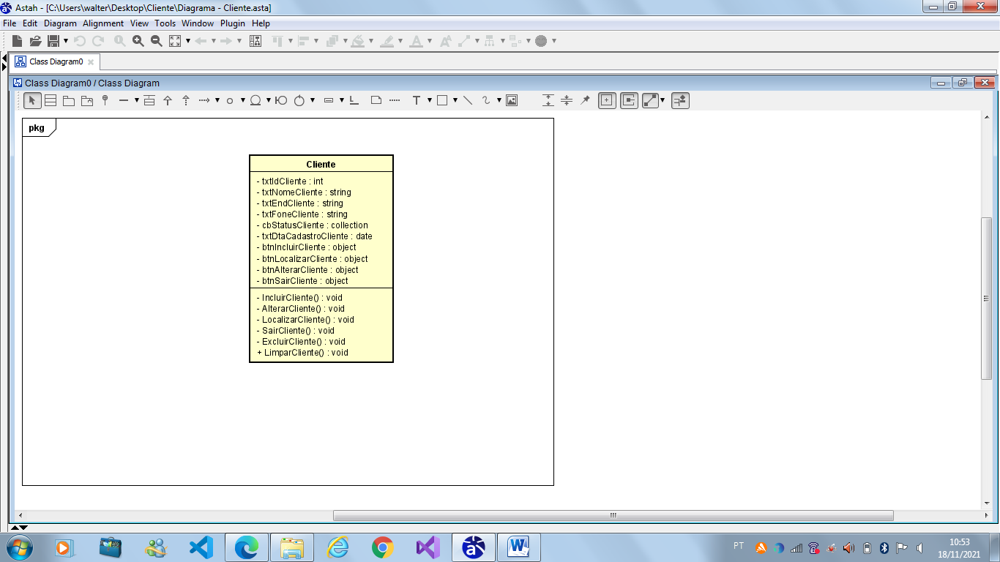 Astah - [C:\Users\walter\Desktop\Cliente\Diagrama - Cliente.asta]
File Edit Diagram Alignment View Tools Window Plugin Help
Class Diagram0
Class Diagram0 / Class Diagram
T
pkg
Cliente
- txtIdCliente : int
- txtNomeCliente : string
- txtEndCliente : string
- txtFoneCliente : string
- cbStatusCliente : collection
- txtDtaCadastroCliente : date
- btnIncluirCliente : object
- btnLocalizarCliente : object
- btnAlterarCliente : object
- btnSairCliente : object
- IncluirCliente() : void
- AlterarCliente() : void
- LocalizarCliente() : void
- SairCliente() : void
- ExcluirCliente() : void
+ LimparCliente() : void
PT
10:53
18/11/2021